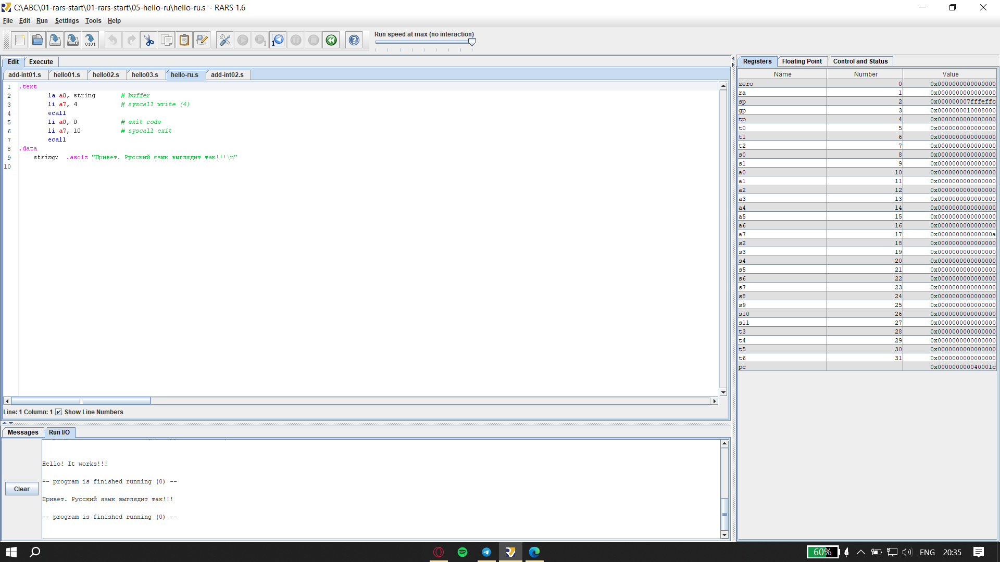 C:\ABC\01-rars-start\01-rars-start\05-hello-ru\hello-ru.s - RARS 1.6
File Edit Run Settings Tools Help
Run speed at max (no interaction)
Edit Execute
add-int01.s hello01.s hello02.s hello03.s hello-ru.s add-int02.s
1 .text
2 la a0, string # buffer
3 li a7, 4 # syscall write (4)
4 ecall
5 li a0, 0 # exit code
6 li a7, 10 # syscall exit
7 ecall
8 .data
9 string: .asciz "Привет. Русский язык выглядит так!!!\n"
10
Line: 1 Column: 1 Show Line Numbers
Messages Run I/O
Clear
Hello! It works!!!
-- program is finished running (0) --
Привет. Русский язык выглядит так!!!
-- program is finished running (0) --
Registers Floating Point Control and Status
Name Number Value
zero 0 0x0000000000000000
ra 1 0x0000000000000000
sp 2 0x000000007fffeffc
gp 3 0x0000000010008000
tp 4 0x0000000000000000
t0 5 0x0000000000000000
t1 6 0x0000000000000000
t2 7 0x0000000000000000
s0 8 0x0000000000000000
s1 9 0x0000000000000000
a0 10 0x0000000000000000
a1 11 0x0000000000000000
a2 12 0x0000000000000000
a3 13 0x0000000000000000
a4 14 0x0000000000000000
a5 15 0x0000000000000000
a6 16 0x0000000000000000
a7 17 0x000000000000000a
s2 18 0x0000000000000000
s3 19 0x0000000000000000
s4 20 0x0000000000000000
s5 21 0x0000000000000000
s6 22 0x0000000000000000
s7 23 0x0000000000000000
s8 24 0x0000000000000000
s9 25 0x0000000000000000
s10 26 0x0000000000000000
s11 27 0x0000000000000000
t3 28 0x0000000000000000
t4 29 0x0000000000000000
t5 30 0x0000000000000000
t6 31 0x0000000000000000
pc 0x000000000040001c
60% ENG 20:35